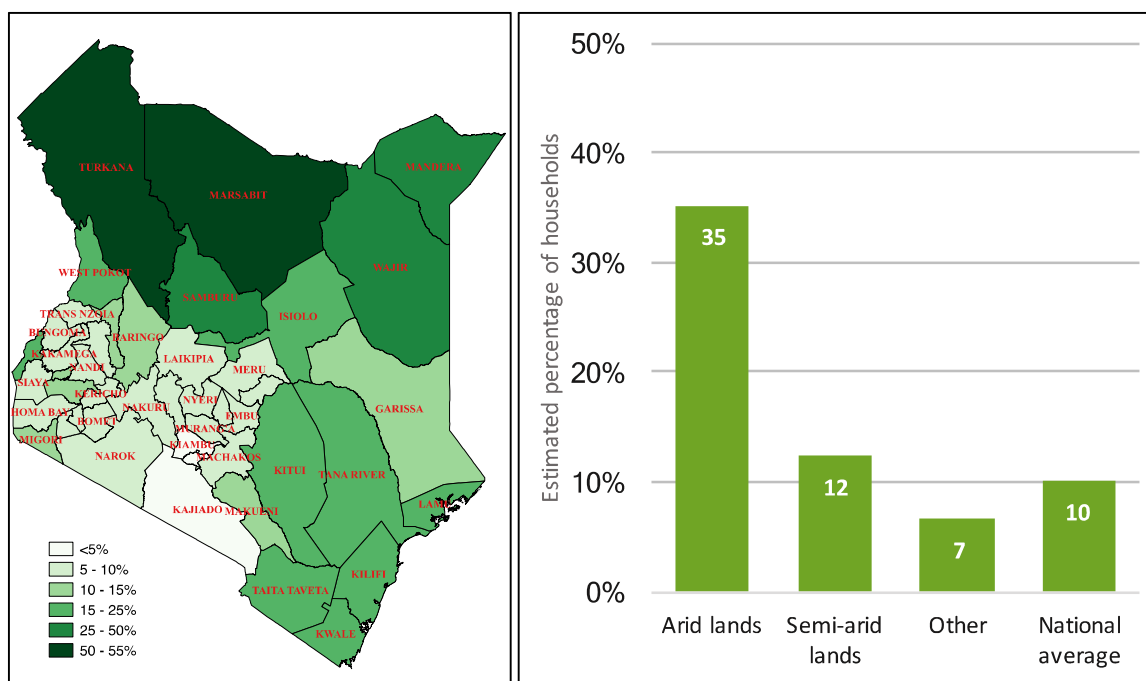 TURKANA
MARSABIT
MANDERA
WAJIR
WEST POKOT
SAMBURU
ISIOLO
TRANS NZOIA
BUNGOMA
BARINGO
KAKAMEGA
NANDI
LAIKIPIA
MERU
SIAYA
KERICHO
NYERI
HOMA BAY
NAKURU
EMBU
GARISSA
BOMET
MURANG'A
MIGORI
KIAMBU
NAROK
MACHAKOS
KITUI
TANA RIVER
KAJIADO
MAKUENI
LAMU
KILIFI
TAITA TAVETA
KWALE
<5%
5 - 10%
10 - 15%
15 - 25%
25 - 50%
50 - 55%
Estimated percentage of households
50%
40%
30%
20%
10%
0%
35
12
7
10
Arid lands
Semi-arid
lands
Other
National
average